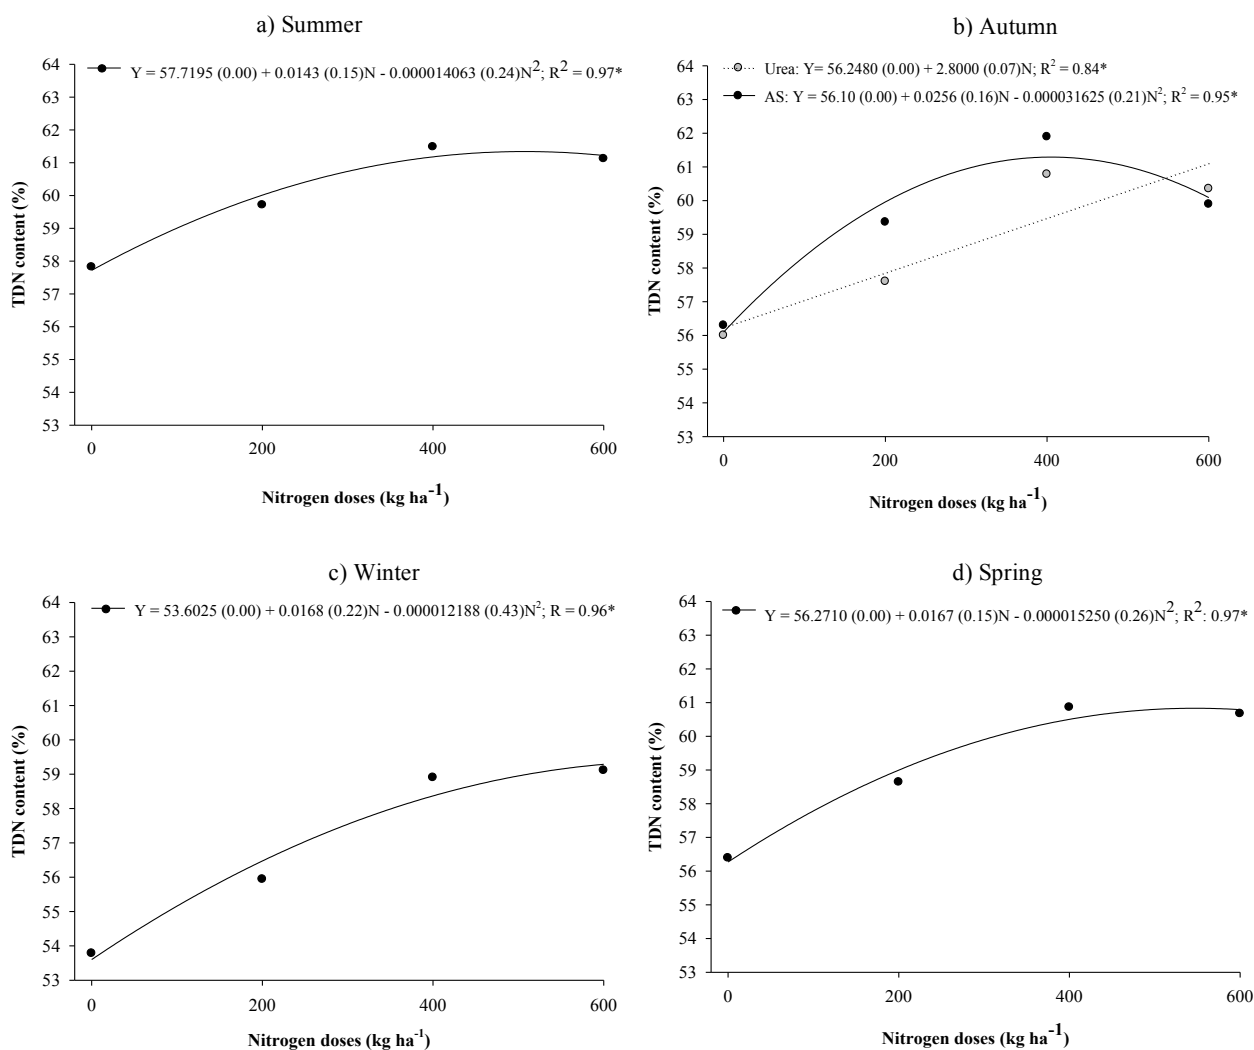 a) Summer
Y = 57.7195 (0.00) + 0.0143 (0.15)N - 0.000014063 (0.24)N²; R² = 0.97*
64
63
62
61
60
59
58
57
56
55
54
53
TDN content (%)
0 200 400 600
Nitrogen doses (kg ha⁻¹)
b) Autumn
Urea: Y= 56.2480 (0.00) + 2.8000 (0.07)N; R² = 0.84*
AS: Y = 56.10 (0.00) + 0.0256 (0.16)N - 0.000031625 (0.21)N²; R² = 0.95*
64
63
62
61
60
59
58
57
56
55
54
53
TDN content (%)
0 200 400 600
Nitrogen doses (kg ha⁻¹)
c) Winter
Y = 53.6025 (0.00) + 0.0168 (0.22)N - 0.000012188 (0.43)N²; R = 0.96*
64
63
62
61
60
59
58
57
56
55
54
53
TDN content (%)
0 200 400 600
Nitrogen doses (kg ha⁻¹)
d) Spring
Y = 56.2710 (0.00) + 0.0167 (0.15)N - 0.000015250 (0.26)N²; R²: 0.97*
64
63
62
61
60
59
58
57
56
55
54
53
TDN content (%)
0 200 400 600
Nitrogen doses (kg ha⁻¹)